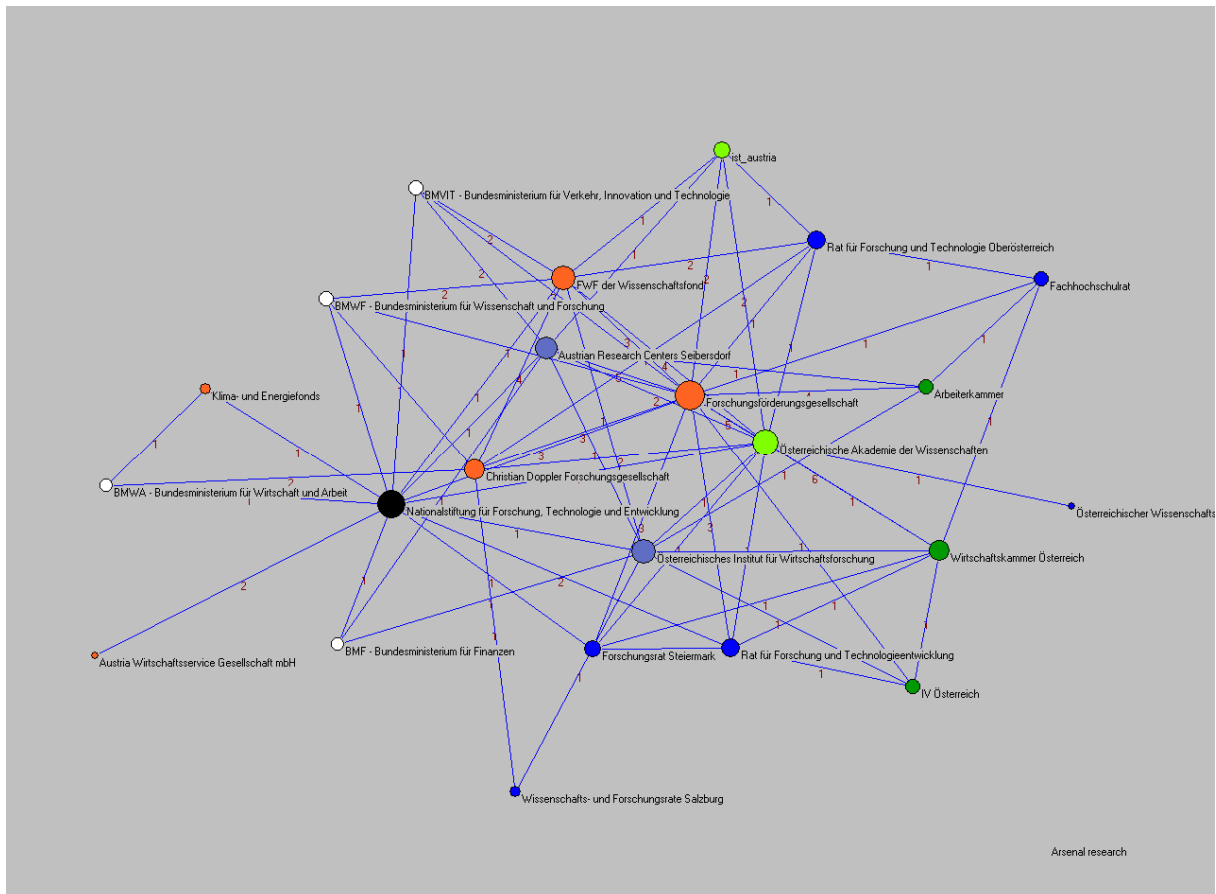 ist_austria
BMVIT - Bundesministerium für Verkehr, Innovation und Technologie
Rat für Forschung und Technologie Oberösterreich
Fachhochschulrat
FWF der Wissenschaftsfond
BMWF - Bundesministerium für Wissenschaft und Forschung
Austrian Research Centers Seibersdorf
Klima- und Energiefonds
Arbeiterkammer
Forschungsförderungsgesellschaft
Österreichische Akademie der Wissenschaften
Christian Doppler Forschungsgesellschaft
BMWA - Bundesministerium für Wirtschaft und Arbeit
Nationalstiftung für Forschung, Technologie und Entwicklung
Österreichischer Wissenschafts
Österreichisches Institut für Wirtschaftsforschung
Wirtschaftskammer Österreich
BMF - Bundesministerium für Finanzen
Forschungsrat Steiermark
Rat für Forschung und Technologieentwicklung
Austria Wirtschaftsservice Gesellschaft mbH
IV Österreich
Wissenschafts- und Forschungsrate Salzburg
Arsenal research